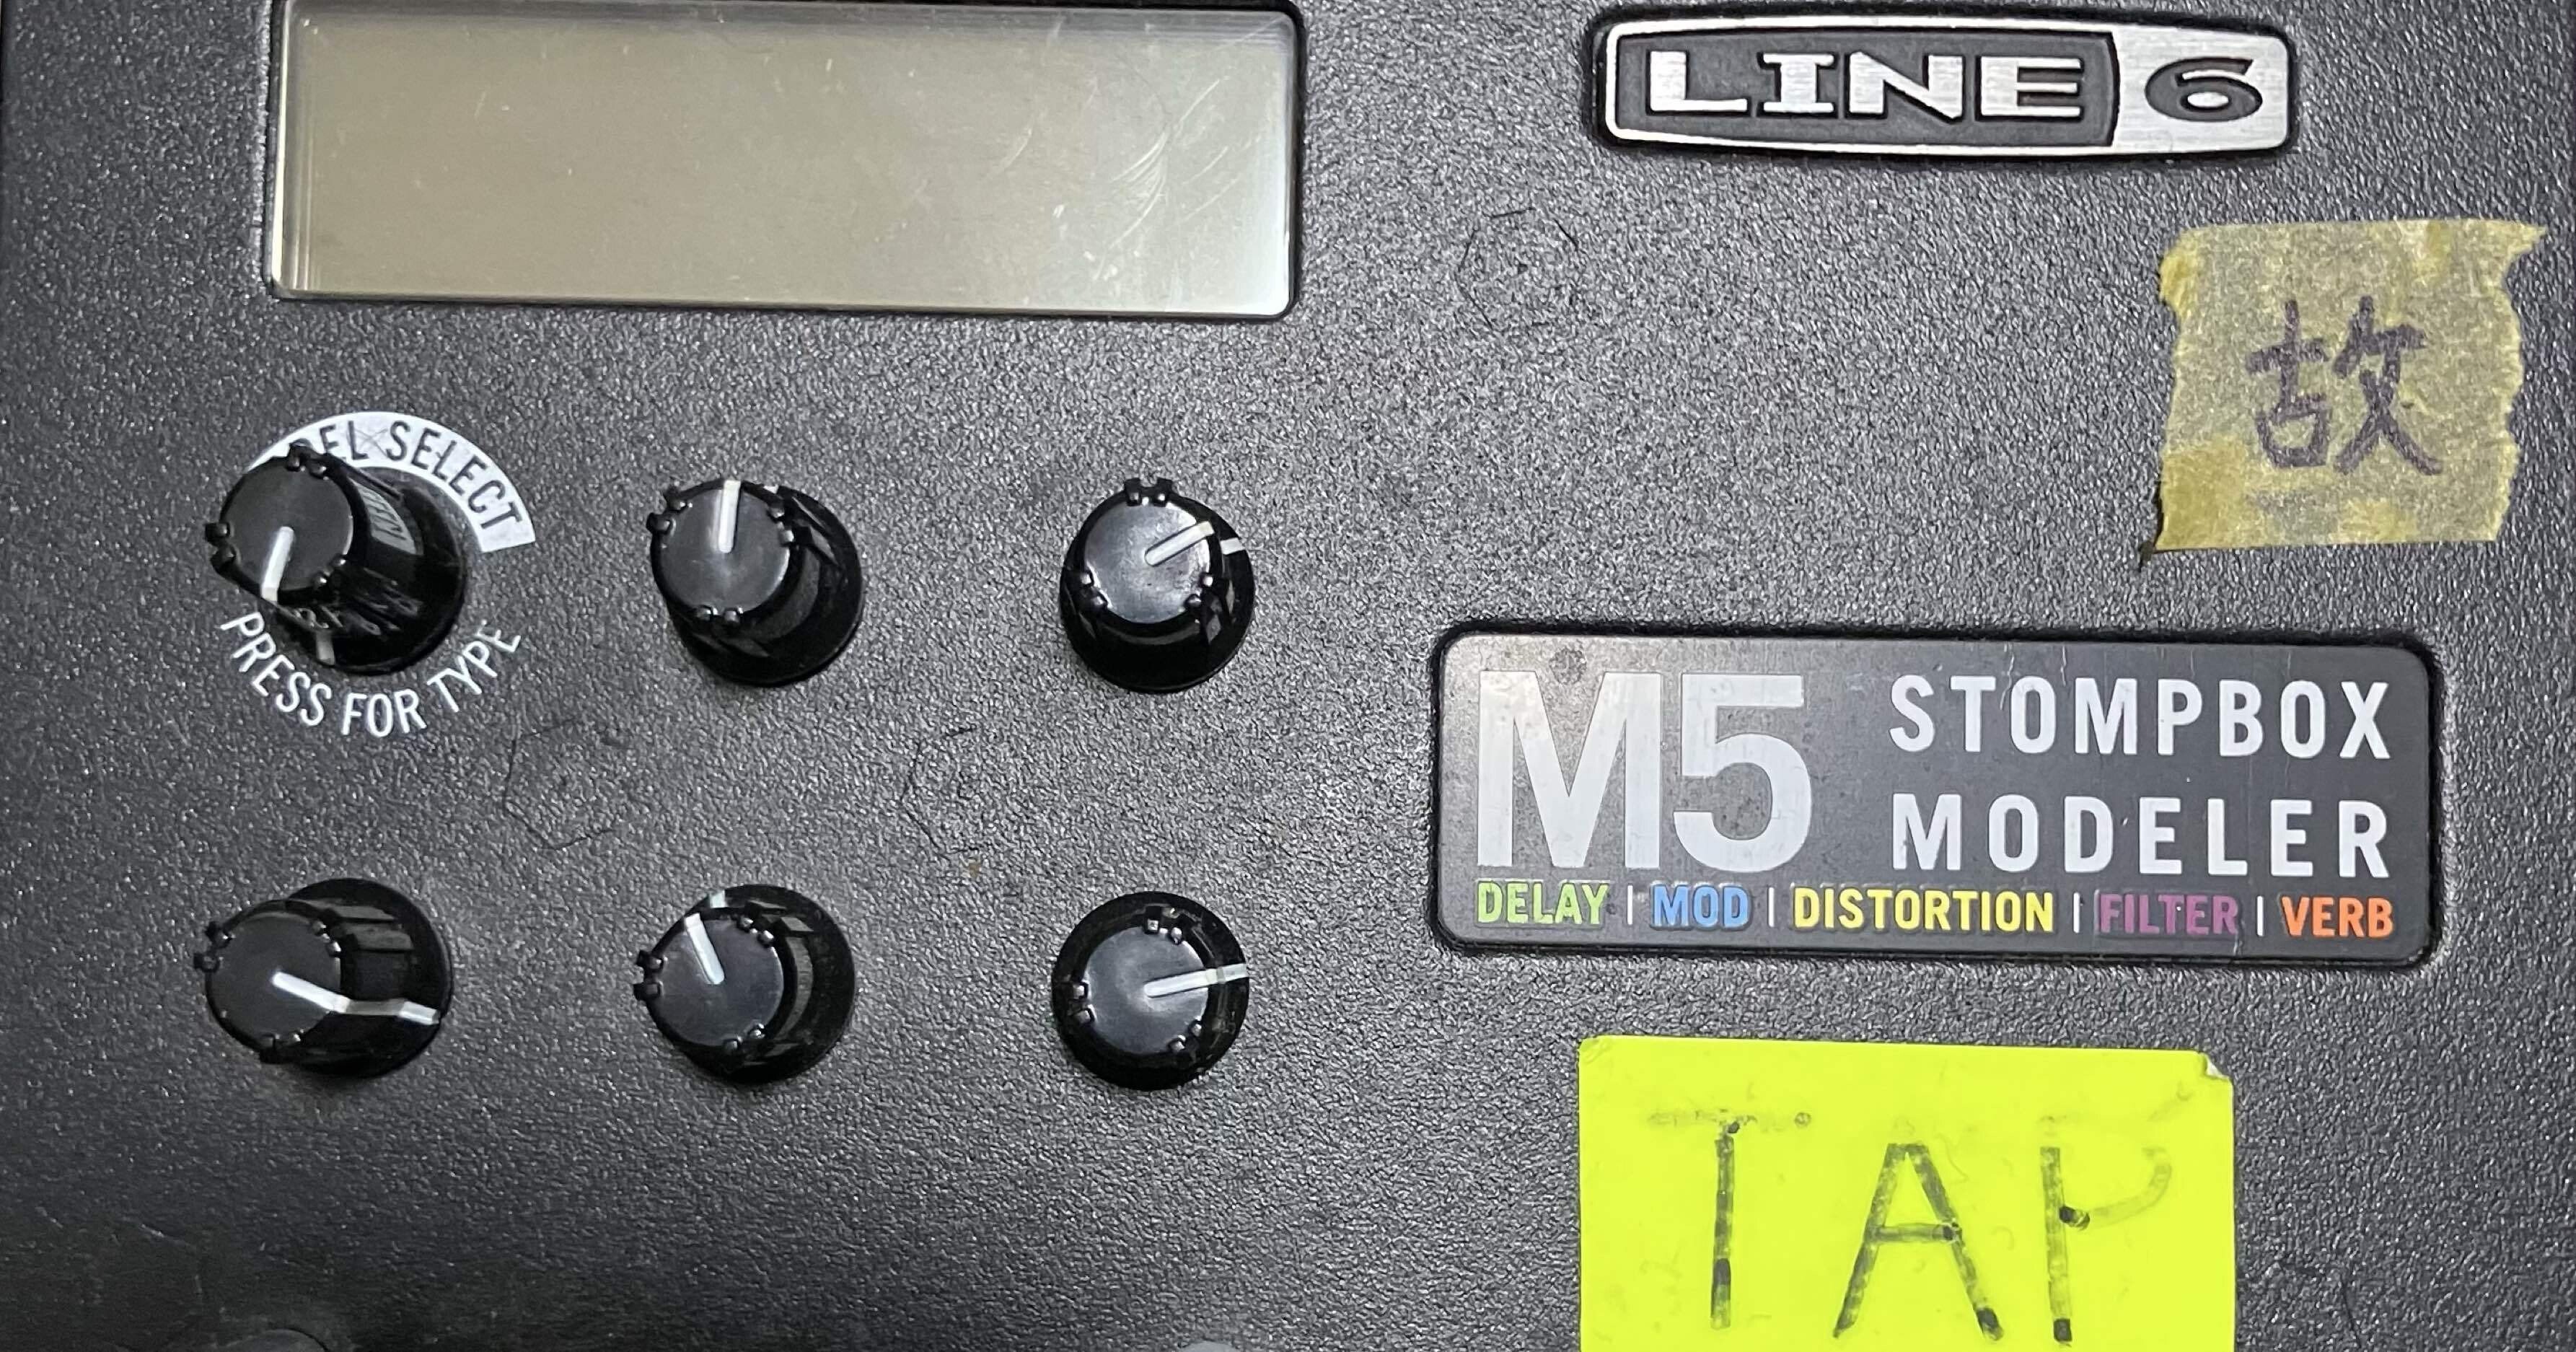 LINE 6
故
SELECT
PRESS FOR TYPE
M5 STOMPBOX
MODELER
DELAY | MOD | DISTORTION | FILTER | VERB
TAP